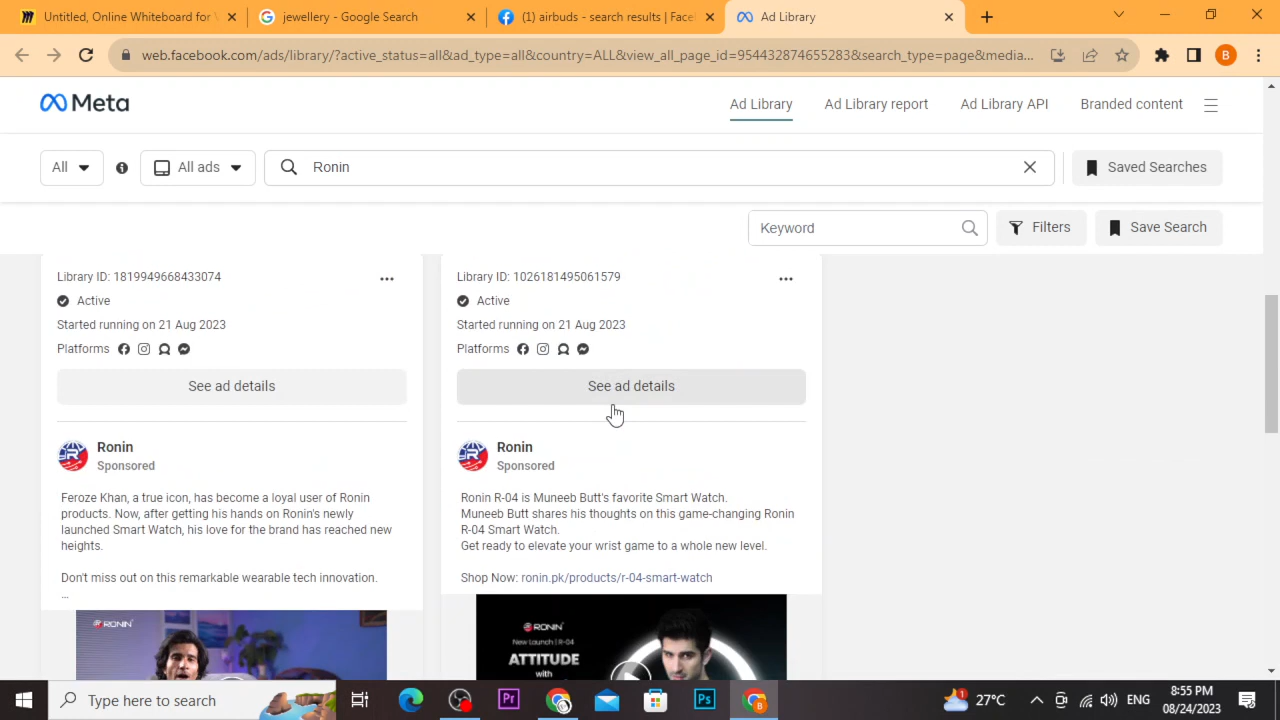 Untitled, Online Whiteboard for V
jewellery - Google Search
(1) airbuds - search results | Face
Ad Library
web.facebook.com/ads/library/?active_status=all&ad_type=all&country=ALL&view_all_page_id=954432874655283&search_type=page&media...
B
Meta
Ad Library
Ad Library report
Ad Library API
Branded content
All
All ads
Ronin
Saved Searches
Keyword
Filters
Save Search
Library ID: 1819949668433074
Active
Started running on 21 Aug 2023
Platforms
See ad details
Ronin
Sponsored
Feroze Khan, a true icon, has become a loyal user of Ronin
products. Now, after getting his hands on Ronin's newly
launched Smart Watch, his love for the brand has reached new
heights.
Don't miss out on this remarkable wearable tech innovation.
...
RONIN
Library ID: 1026181495061579
Active
Started running on 21 Aug 2023
Platforms
See ad details
Ronin
Sponsored
Ronin R-04 is Muneeb Butt's favorite Smart Watch.
Muneeb Butt shares his thoughts on this game-changing Ronin
R-04 Smart Watch.
Get ready to elevate your wrist game to a whole new level.
Shop Now: ronin.pk/products/r-04-smart-watch
RONIN
New Launch | R-04
ATTITUDE
with
Type here to search
Pr
Ps
1
27°C
ENG
8:55 PM
08/24/2023